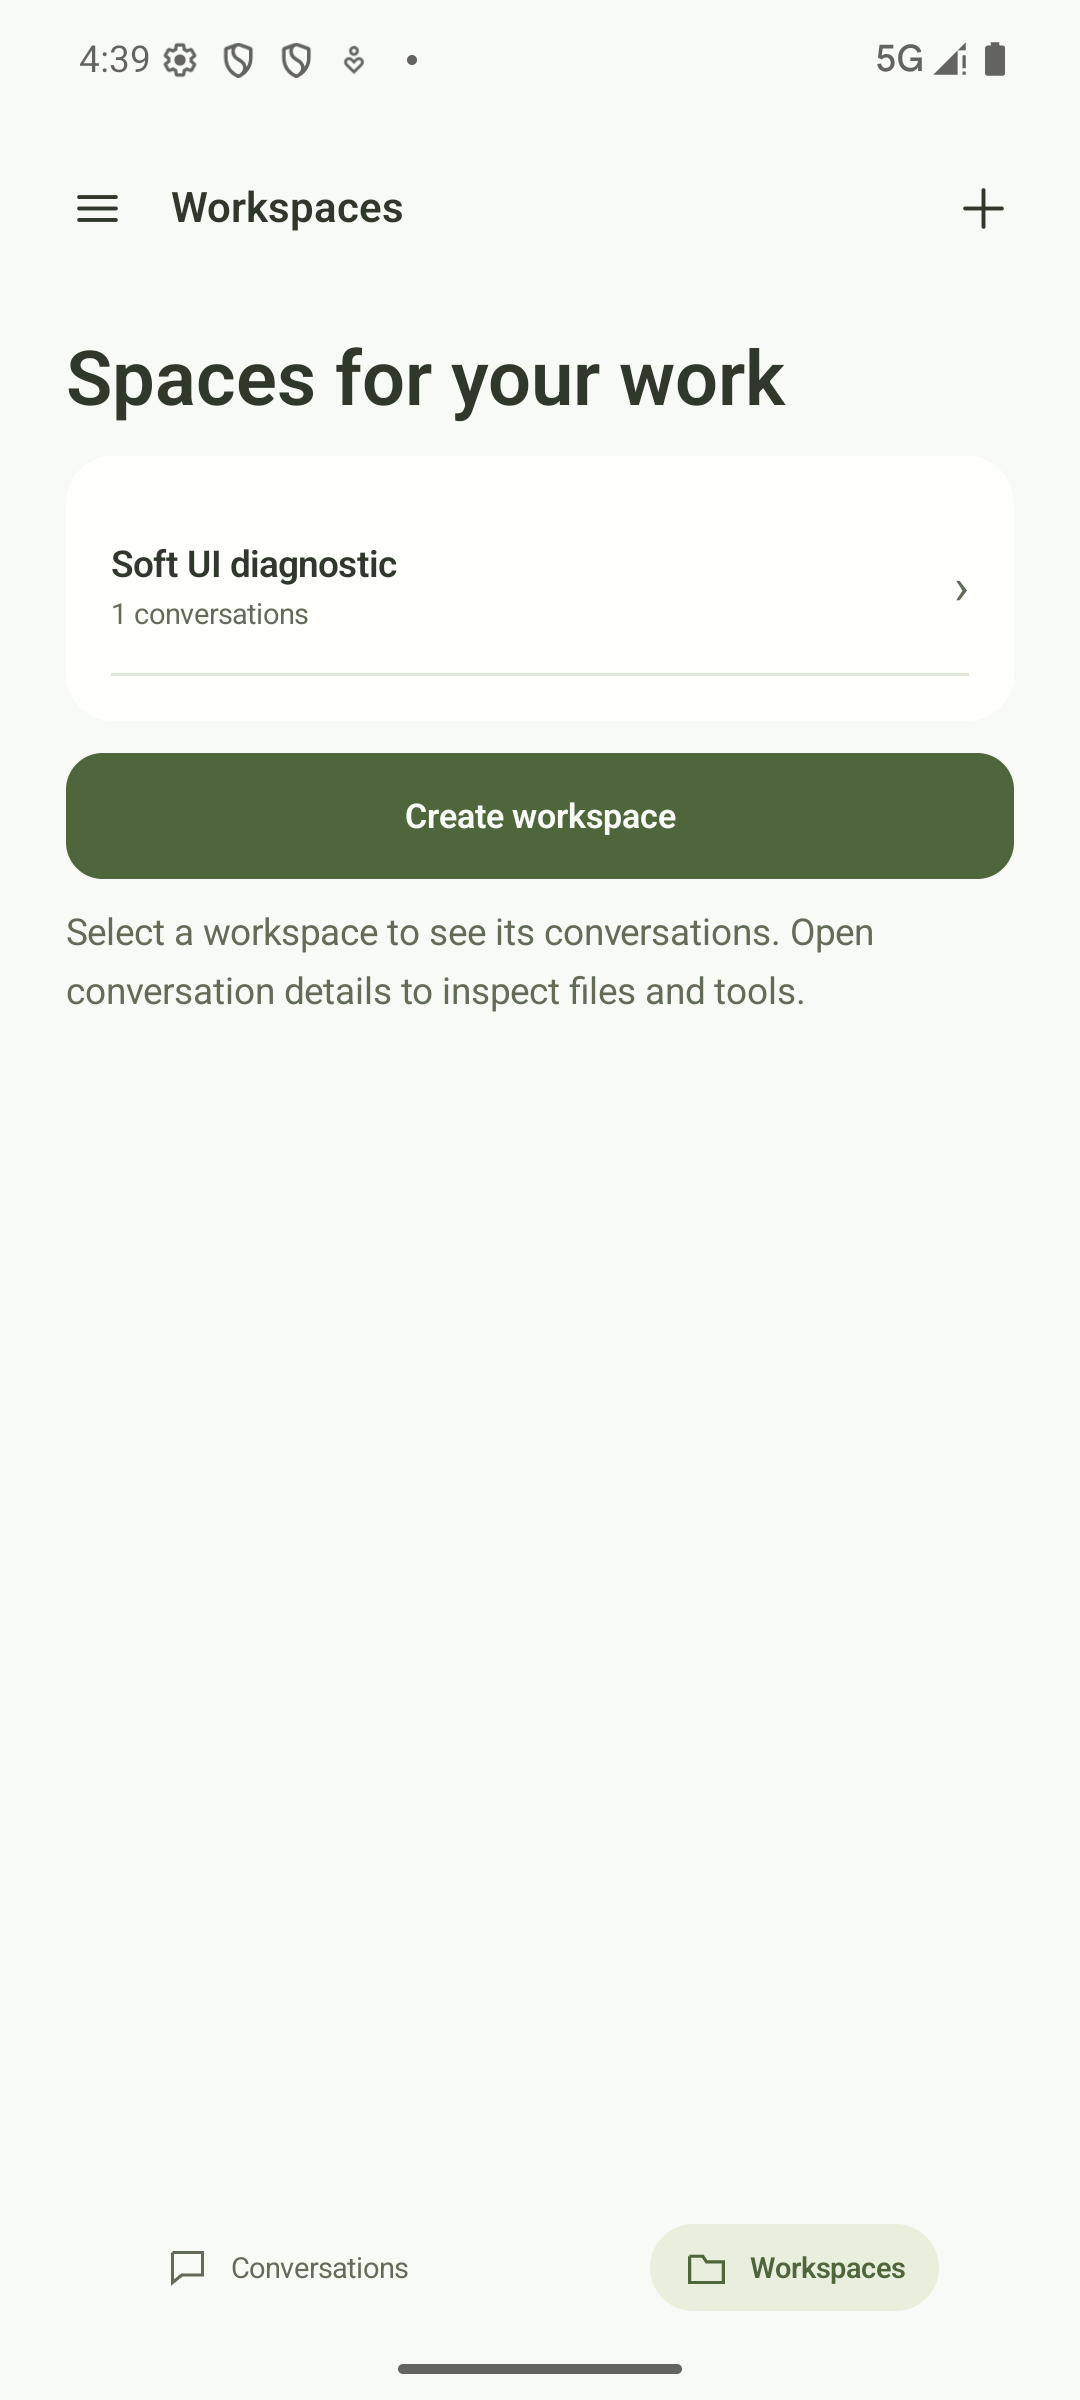 4:39
5G
Workspaces
Spaces for your work
Soft UI diagnostic
1 conversations
Create workspace
Select a workspace to see its conversations. Open
conversation details to inspect files and tools.
Conversations
Workspaces